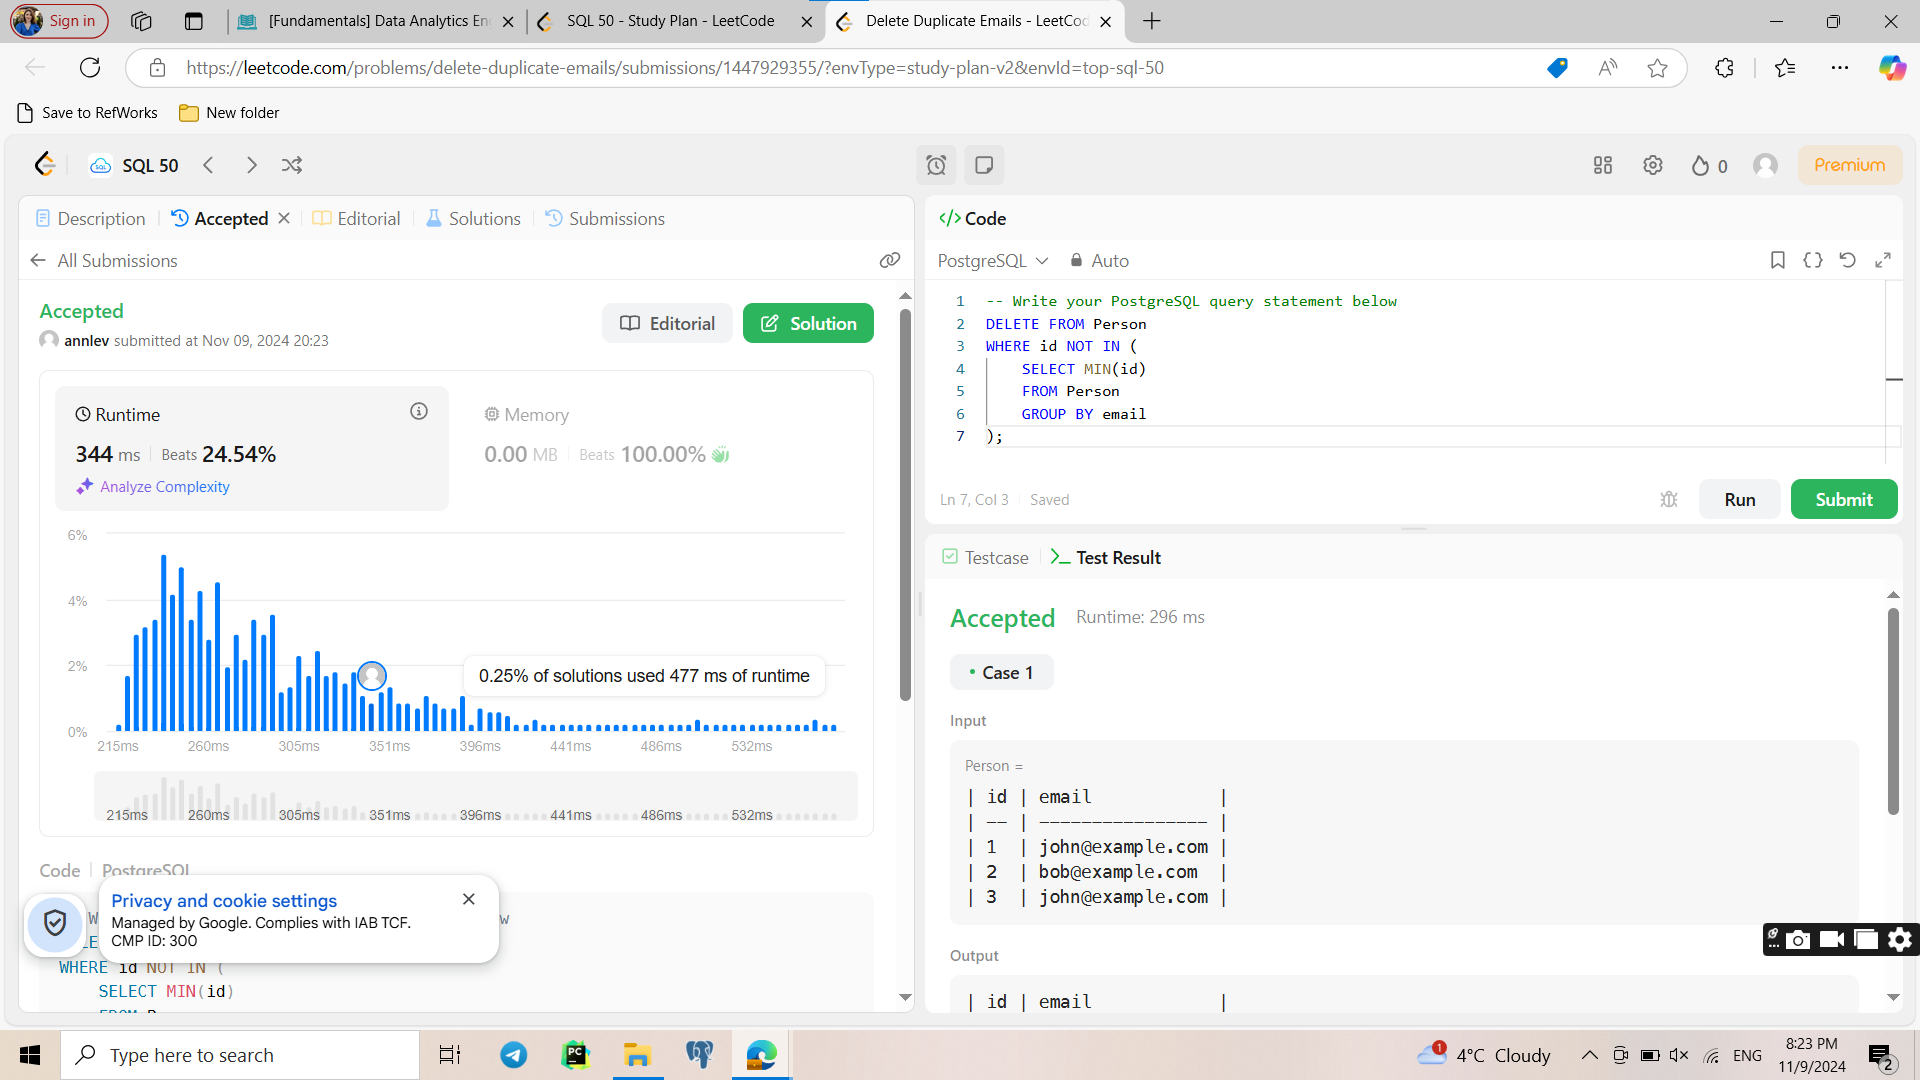 Sign in
[Fundamentals] Data Analytics En
SQL 50 - Study Plan - LeetCode
Delete Duplicate Emails - LeetCod
https://leetcode.com/problems/delete-duplicate-emails/submissions/1447929355/?envType=study-plan-v2&envId=top-sql-50
Save to RefWorks
New folder
SQL 50
0
Premium
Description
Accepted
Editorial
Solutions
Submissions
All Submissions
Accepted
annlev submitted at Nov 09, 2024 20:23
Editorial
Solution
Runtime
344 ms
Beats 24.54%
Analyze Complexity
Memory
0.00 MB
Beats 100.00%
6%
4%
2%
0%
0.25% of solutions used 477 ms of runtime
215ms 260ms 305ms 351ms 396ms 441ms 486ms 532ms
215ms 260ms 305ms 351ms 396ms 441ms 486ms 532ms
Code
PostgreSQL
Privacy and cookie settings
Managed by Google. Complies with IAB TCF.
CMP ID: 300
WHERE id NOT IN (
SELECT MIN(id)
Code
PostgreSQL
Auto
1 -- Write your PostgreSQL query statement below
2 DELETE FROM Person
3 WHERE id NOT IN (
4 SELECT MIN(id)
5 FROM Person
6 GROUP BY email
7 );
Ln 7, Col 3
Saved
Run
Submit
Testcase
Test Result
Accepted
Runtime: 296 ms
Case 1
Input
Person =
| id | email |
| -- | ---------------- |
| 1 | john@example.com |
| 2 | bob@example.com |
| 3 | john@example.com |
Output
| id | email |
Type here to search
PC
1
4°C Cloudy
ENG
8:23 PM
11/9/2024
2